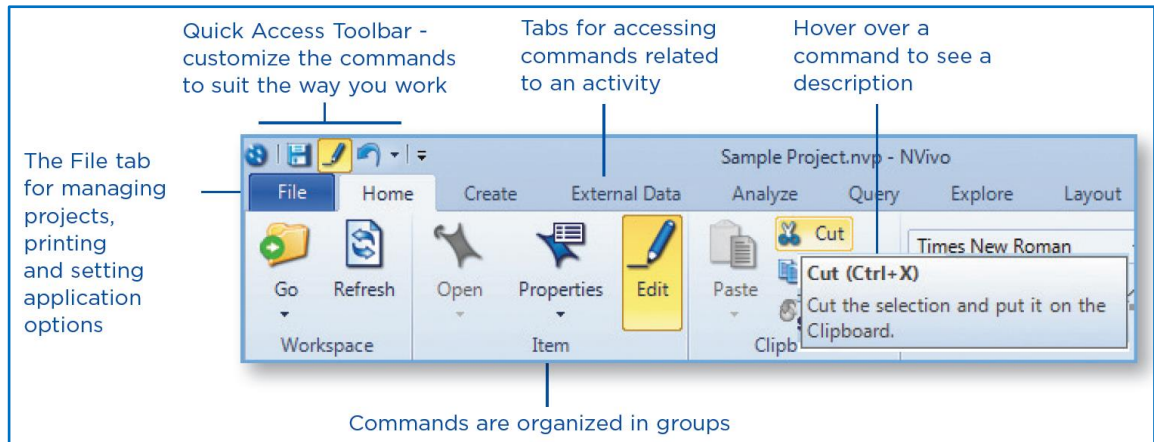 Quick Access Toolbar -
customize the commands
to suit the way you work
Tabs for accessing
commands related
to an activity
Hover over a
command to see a
description
The File tab
for managing
projects,
printing
and setting
application
options
Sample Project.nvp - NVivo
File Home Create External Data Analyze Query Explore Layout
Go Refresh Open Properties Edit Paste Cut Times New Roman
Cut (Ctrl+X)
Cut the selection and put it on the
Clipboard.
Workspace Item Clipb
Commands are organized in groups